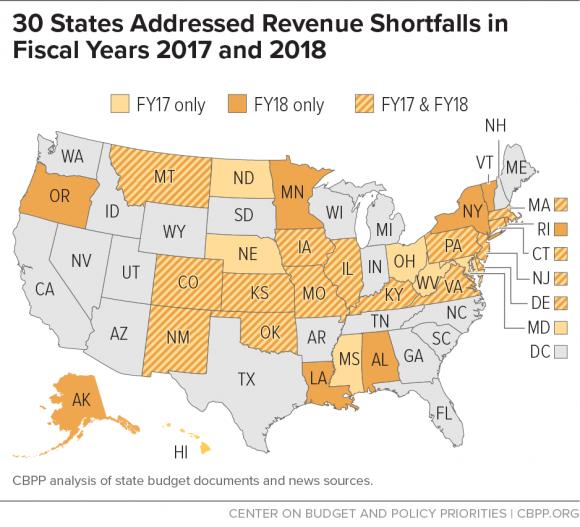 30 States Addressed Revenue Shortfalls in
Fiscal Years 2017 and 2018
FY17 only
FY18 only
FY17 & FY18
NH
WA
VT
ME
MT
ND
MN
OR
ID
SD
WI
NY
MA
WY
MI
RI
IA
PA
CT
NE
NV
IL
IN
OH
NJ
UT
CO
WV
VA
CA
KS
MO
KY
DE
NC
MD
TN
OK
AZ
NM
AR
SC
DC
MS
AL
GA
TX
LA
AK
FL
HI
CBPP analysis of state budget documents and news sources.
CENTER ON BUDGET AND POLICY PRIORITIES | CBPP.ORG